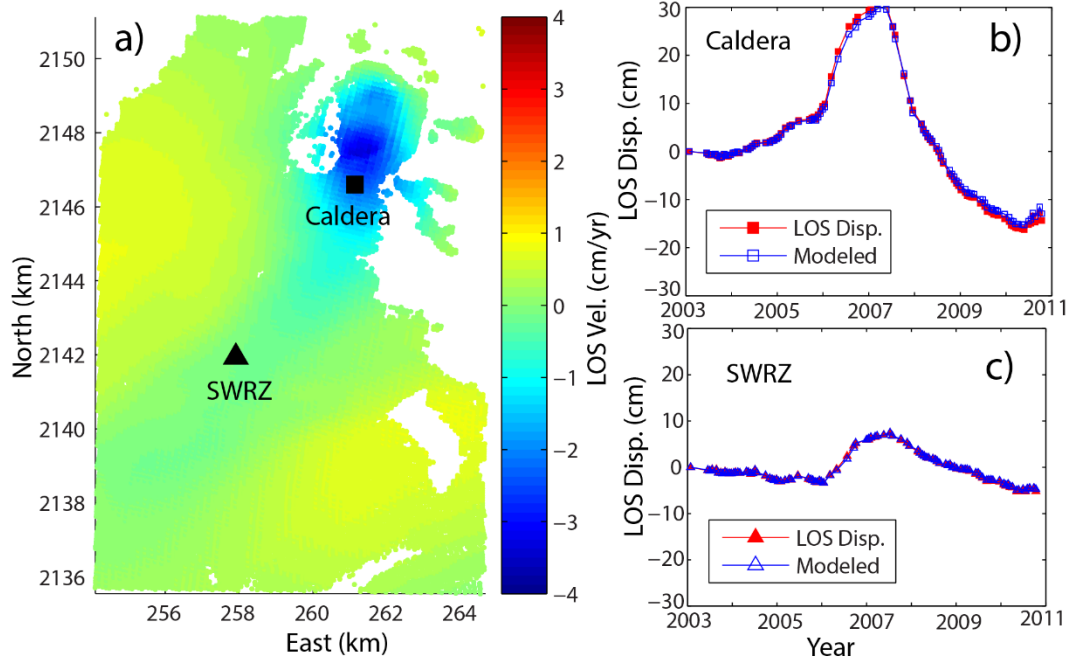 a)
2150
2148
2146
2144
2142
2140
2138
2136
North (km)
Caldera
SWRZ
256
258
260
262
264
East (km)
4
3
2
1
0
−1
−2
−3
−4
LOS Vel. (cm/yr)
b)
Caldera
30
20
10
0
−10
−20
−30
LOS Disp. (cm)
LOS Disp.
Modeled
2003
2005
2007
2009
2011
c)
SWRZ
30
20
10
0
−10
−20
−30
LOS Disp. (cm)
LOS Disp.
Modeled
2003
2005
2007
2009
2011
Year